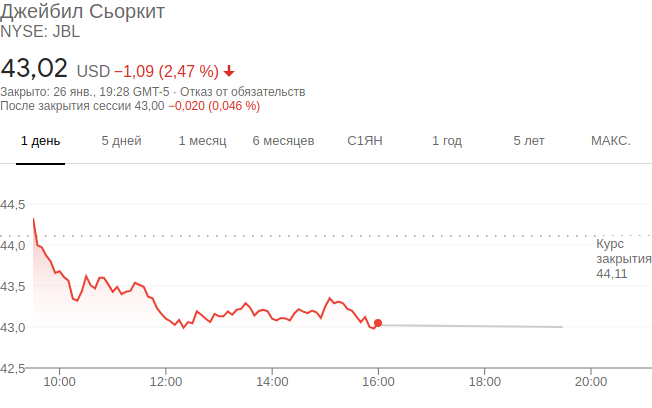 Джейбил Сьоркит
NYSE: JBL
43,02 USD −1,09 (2,47 %)
Закрыто: 26 янв., 19:28 GMT-5 · Отказ от обязательств
После закрытия сессии 43,00 −0,020 (0,046 %)
1 день 5 дней 1 месяц 6 месяцев С1ЯН 1 год 5 лет МАКС.
44,5
44,0
43,5
43,0
42,5
Курс
закрытия
44,11
10:00 12:00 14:00 16:00 18:00 20:00